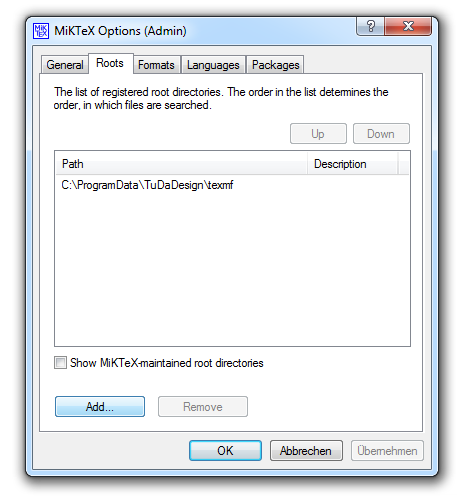 MiKTeX Options (Admin)
General Roots Formats Languages Packages
The list of registered root directories. The order in the list determines the
order, in which files are searched.
Up Down
Path Description
C:\ProgramData\TuDaDesign\texmf
Show MiKTeX-maintained root directories
Add... Remove
OK Abbrechen Übernehmen